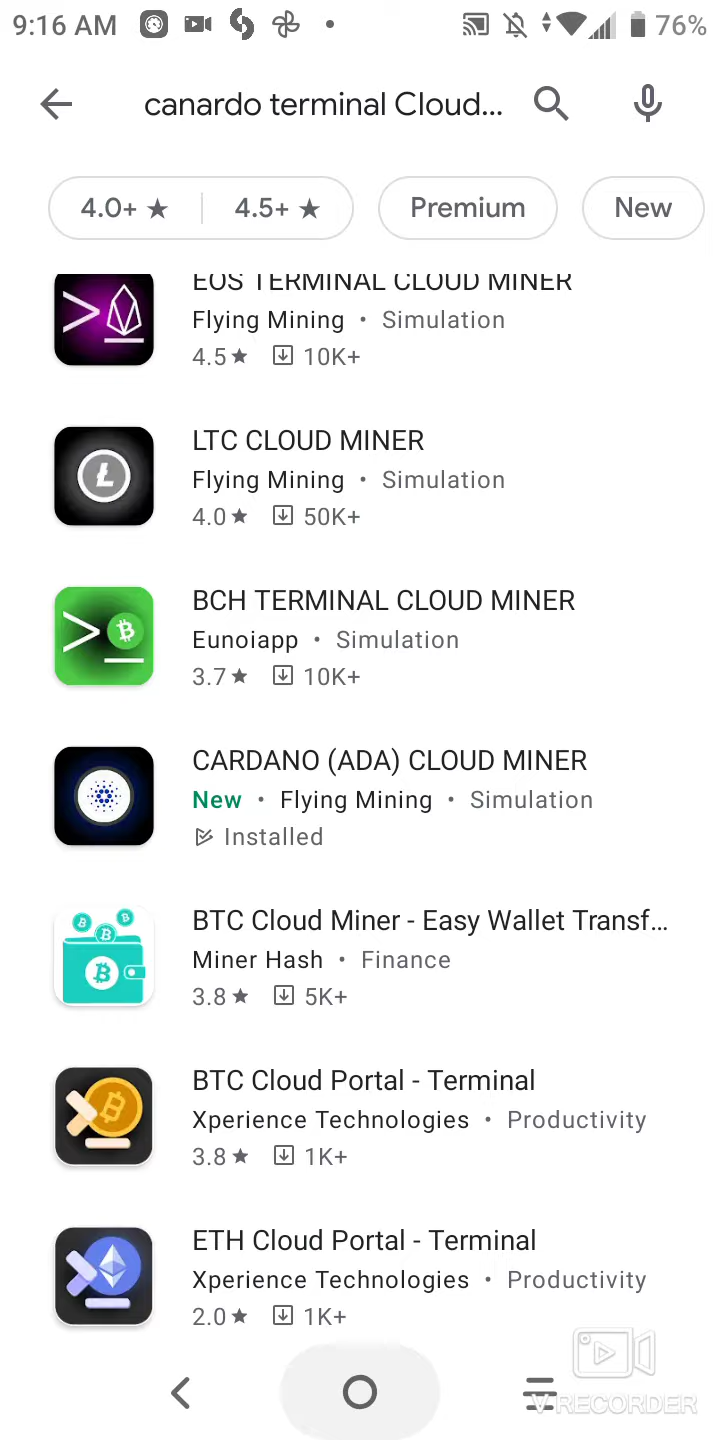 9:16 AM
76%
canardo terminal Cloud...
4.0+ ★ 4.5+ ★ Premium New
EOS TERMINAL CLOUD MINER
Flying Mining • Simulation
4.5★ 10K+
LTC CLOUD MINER
Flying Mining • Simulation
4.0★ 50K+
BCH TERMINAL CLOUD MINER
Eunoiapp • Simulation
3.7★ 10K+
CARDANO (ADA) CLOUD MINER
New • Flying Mining • Simulation
Installed
BTC Cloud Miner - Easy Wallet Transf...
Miner Hash • Finance
3.8★ 5K+
BTC Cloud Portal - Terminal
Xperience Technologies • Productivity
3.8★ 1K+
ETH Cloud Portal - Terminal
Xperience Technologies • Productivity
2.0★ 1K+
V RECORDER